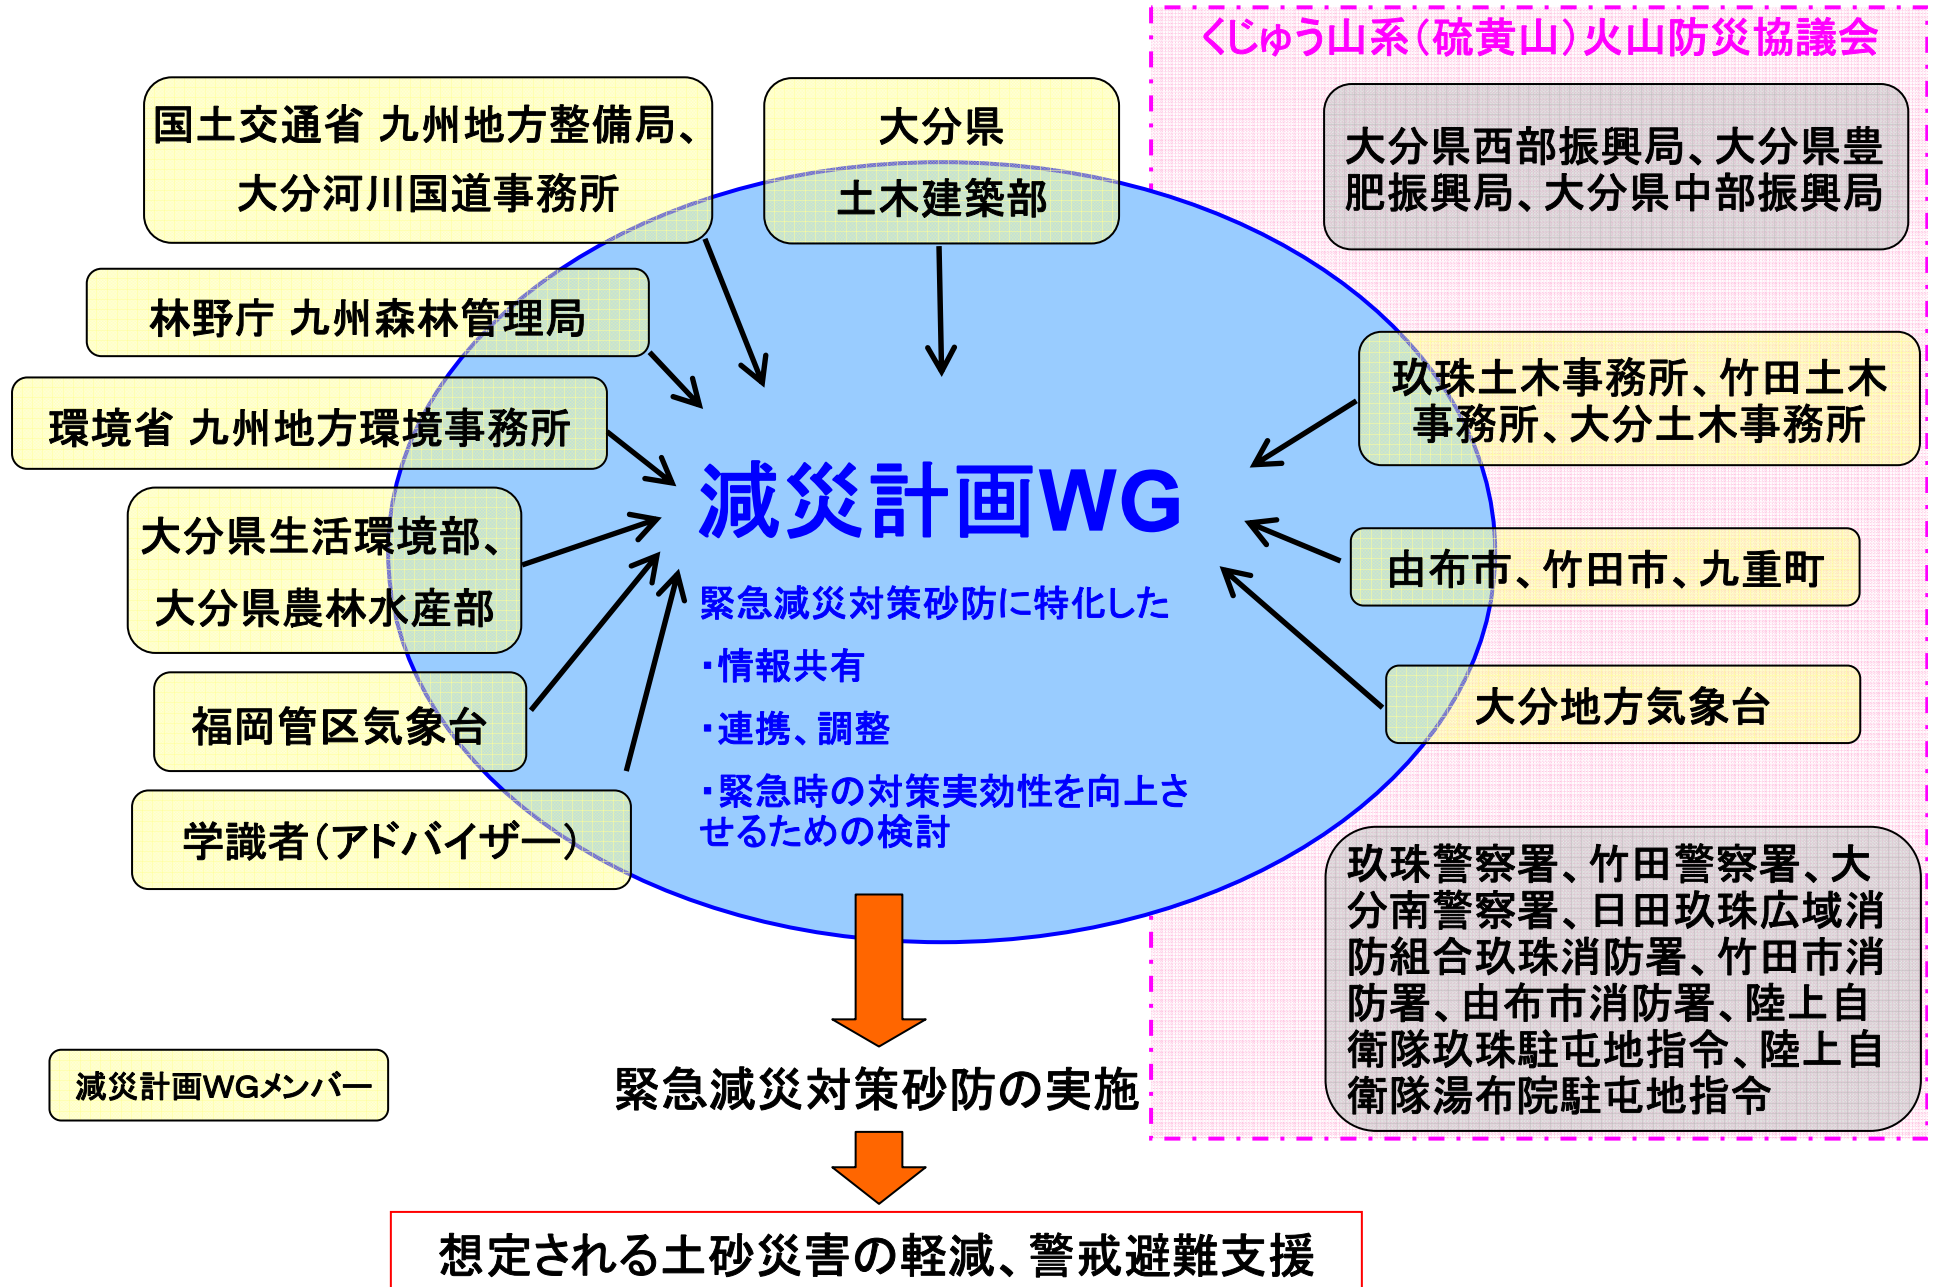 くじゅう山系（硫黄山）火山防災協議会
国土交通省 九州地方整備局、
大分河川国道事務所
大分県
土木建築部
大分県西部振興局、大分県豊
肥振興局、大分県中部振興局
林野庁 九州森林管理局
環境省 九州地方環境事務所
大分県生活環境部、
大分県農林水産部
福岡管区気象台
学識者（アドバイザー）
減災計画WG
緊急減災対策砂防に特化した
・情報共有
・連携、調整
・緊急時の対策実効性を向上さ
せるための検討
玖珠土木事務所、竹田土木
事務所、大分土木事務所
由布市、竹田市、九重町
大分地方気象台
玖珠警察署、竹田警察署、大
分南警察署、日田玖珠広域消
防組合玖珠消防署、竹田市消
防署、由布市消防署、陸上自
衛隊玖珠駐屯地指令、陸上自
衛隊湯布院駐屯地指令
減災計画WGメンバー
緊急減災対策砂防の実施
想定される土砂災害の軽減、警戒避難支援